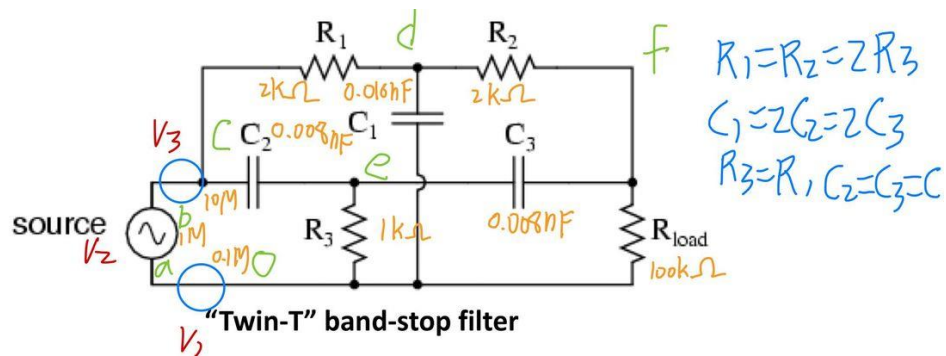 R1
d
R2
f
R1=R2=2R3
2kΩ
0.016nF
2kΩ
C
C2
0.008nF
C1
C3
C1=2C2=2C3
V3
e
R3=R, C2=C3=C
10M
b
source
1M
V2
R3
1kΩ
0.008nF
Rload
a
0.1M
O
100kΩ
"Twin-T" band-stop filter
V1